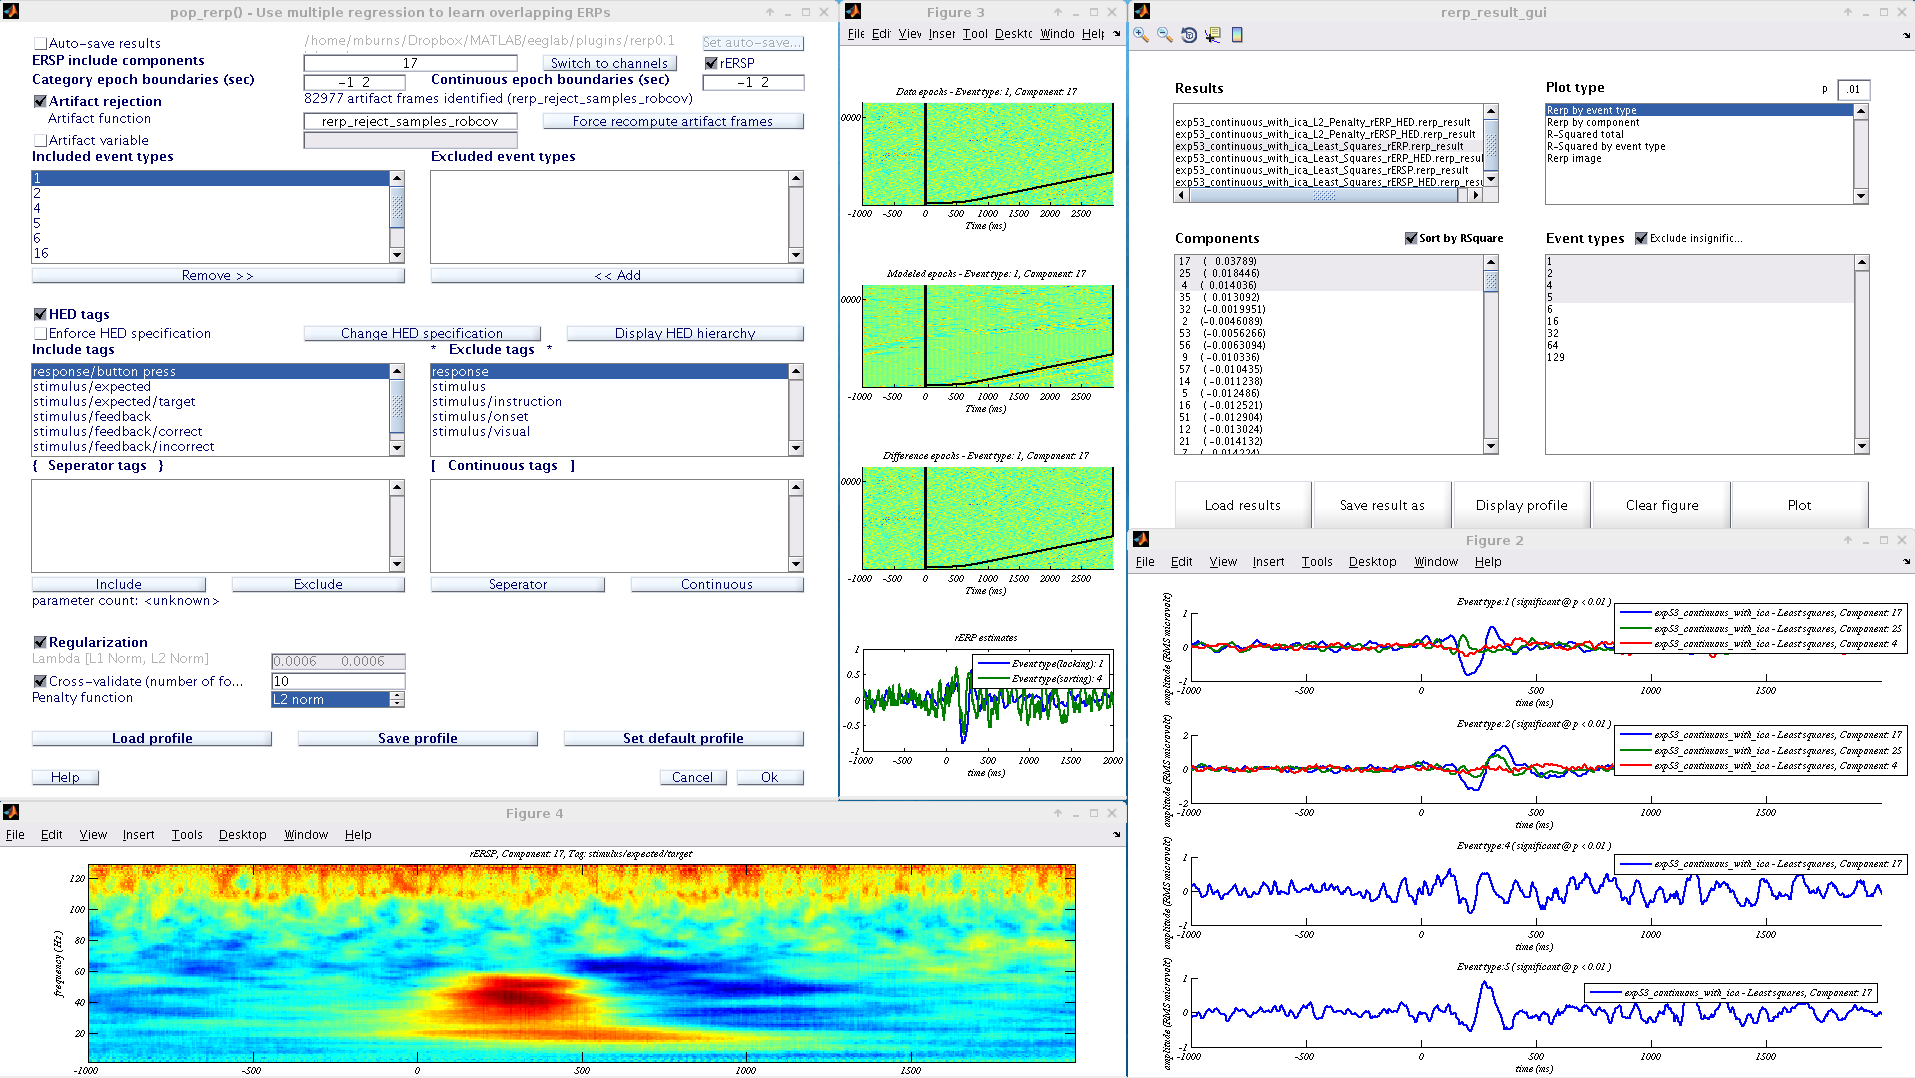 pop_rerp() - Use multiple regression to learn overlapping ERPs
Auto-save results
/home/mburns/Dropbox/MATLAB/eeglab/plugins/rerp0.1
Set auto-save...
ERSP include components
17
Switch to channels
rERSP
Category epoch boundaries (sec)
-1 2
Continuous epoch boundaries (sec)
-1 2
Artifact rejection
82977 artifact frames identified (rerp_reject_samples_robcov)
Artifact function
rerp_reject_samples_robcov
Force recompute artifact frames
Artifact variable
Included event types
Excluded event types
1
2
4
5
6
16
Remove >>
<< Add
HED tags
Enforce HED specification
Change HED specification
Display HED hierarchy
Include tags
* Exclude tags *
response/button press
stimulus/expected
stimulus/expected/target
stimulus/feedback
stimulus/feedback/correct
stimulus/feedback/incorrect
response
stimulus
stimulus/instruction
stimulus/onset
stimulus/visual
{ Seperator tags }
[ Continuous tags ]
Include
Exclude
Seperator
Continuous
parameter count: <unknown>
Regularization
Lambda [L1 Norm, L2 Norm]
0.0006 0.0006
Cross-validate (number of fo...
10
Penalty function
L2 norm
Load profile
Save profile
Set default profile
Help
Cancel
Ok
Figure 3
File Edit View Inser Tool Deskto Windo Help
Data epochs - Event type: 1, Component: 17
0000
-1000 -500 0 500 1000 1500 2000 2500
Time (ms)
Modeled epochs - Event type: 1, Component: 17
0000
-1000 -500 0 500 1000 1500 2000 2500
Time (ms)
Difference epochs - Event type: 1, Component: 17
0000
-1000 -500 0 500 1000 1500 2000 2500
Time (ms)
rERP estimates
Event type (locking): 1
Event type (sorting): 4
1
0.5
0
-0.5
-1
-1000 -500 0 500 1000 1500 2000
time (ms)
rerp_result_gui
Results
exp53_continuous_with_ica_L2_Penalty_rERP_HED.rerp_result
exp53_continuous_with_ica_L2_Penalty_rERSP_HED.rerp_result
exp53_continuous_with_ica_Least_Squares_rERP.rerp_result
exp53_continuous_with_ica_Least_Squares_rERP_HED.rerp_resul
exp53_continuous_with_ica_Least_Squares_rERSP.rerp_result
exp53_continuous_with_ica_Least_Squares_rERSP_HED.rerp_resu
Plot type
p
.01
Rerp by event type
Rerp by component
R-Squared total
R-Squared by event type
Rerp image
Components
Sort by RSquare
17 ( 0.03789)
25 ( 0.018446)
4 ( 0.014036)
35 ( 0.013092)
32 (-0.0019951)
2 (-0.0046089)
53 (-0.0056266)
56 (-0.0063094)
9 (-0.010336)
57 (-0.010435)
14 (-0.011238)
5 (-0.012486)
16 (-0.012521)
51 (-0.012904)
12 (-0.013024)
21 (-0.014132)
7 (-0.014224)
Event types
Exclude insignific...
1
2
4
5
6
16
32
64
129
Load results
Save result as
Display profile
Clear figure
Plot
Figure 2
File Edit View Insert Tools Desktop Window Help
Event type: 1 ( significant @ p < 0.01 )
exp53_continuous_with_ica - Least squares, Component: 17
exp53_continuous_with_ica - Least squares, Component: 25
exp53_continuous_with_ica - Least squares, Component: 4
amplitude (RMS microvolt)
1
0
-1
-1000 -500 0 500 1000 1500
time (ms)
Event type: 2 ( significant @ p < 0.01 )
exp53_continuous_with_ica - Least squares, Component: 17
exp53_continuous_with_ica - Least squares, Component: 25
exp53_continuous_with_ica - Least squares, Component: 4
amplitude (RMS microvolt)
2
0
-2
-1000 -500 0 500 1000 1500
time (ms)
Event type: 4 ( significant @ p < 0.01 )
exp53_continuous_with_ica - Least squares, Component: 17
amplitude (RMS microvolt)
1
0
-1
-1000 -500 0 500 1000 1500
time (ms)
Event type: 5 ( significant @ p < 0.01 )
exp53_continuous_with_ica - Least squares, Component: 17
amplitude (RMS microvolt)
1
0
-1
-1000 -500 0 500 1000 1500
time (ms)
Figure 4
File Edit View Insert Tools Desktop Window Help
rERSP, Component: 17, Tag: stimulus/expected/target
frequency (Hz)
120
100
80
60
40
20
-1000 -500 0 500 1000 1500